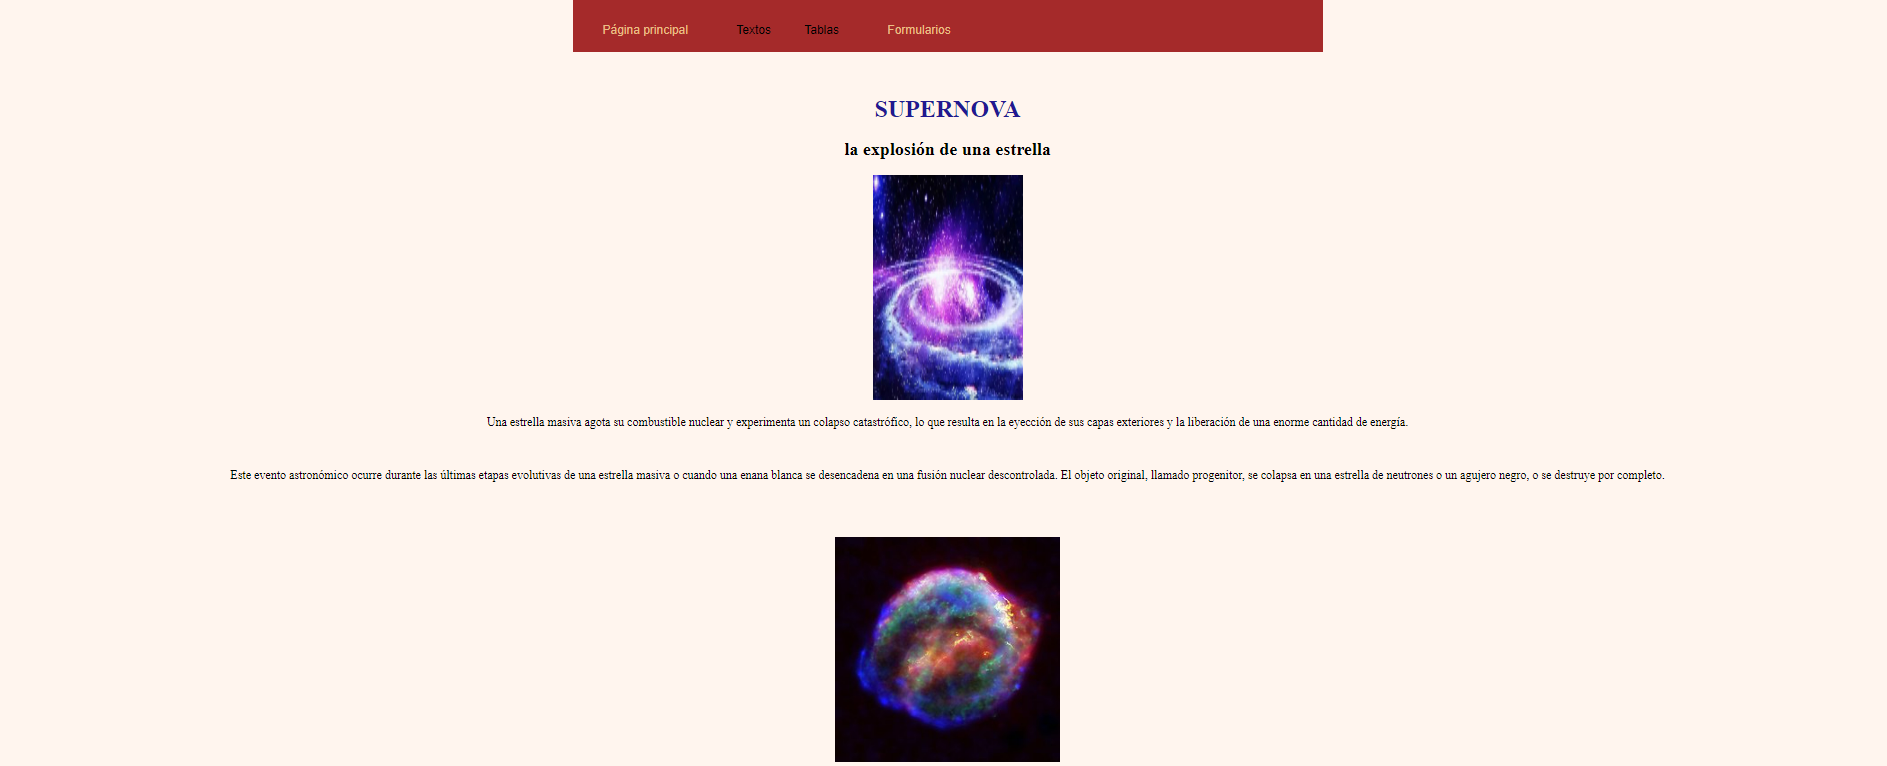 Página principal Textos Tablas Formularios
SUPERNOVA
la explosión de una estrella
Una estrella masiva agota su combustible nuclear y experimenta un colapso catastrófico, lo que resulta en la eyección de sus capas exteriores y la liberación de una enorme cantidad de energía.
Este evento astronómico ocurre durante las últimas etapas evolutivas de una estrella masiva o cuando una enana blanca se desencadena en una fusión nuclear descontrolada. El objeto original, llamado progenitor, se colapsa en una estrella de neutrones o un agujero negro, o se destruye por completo.